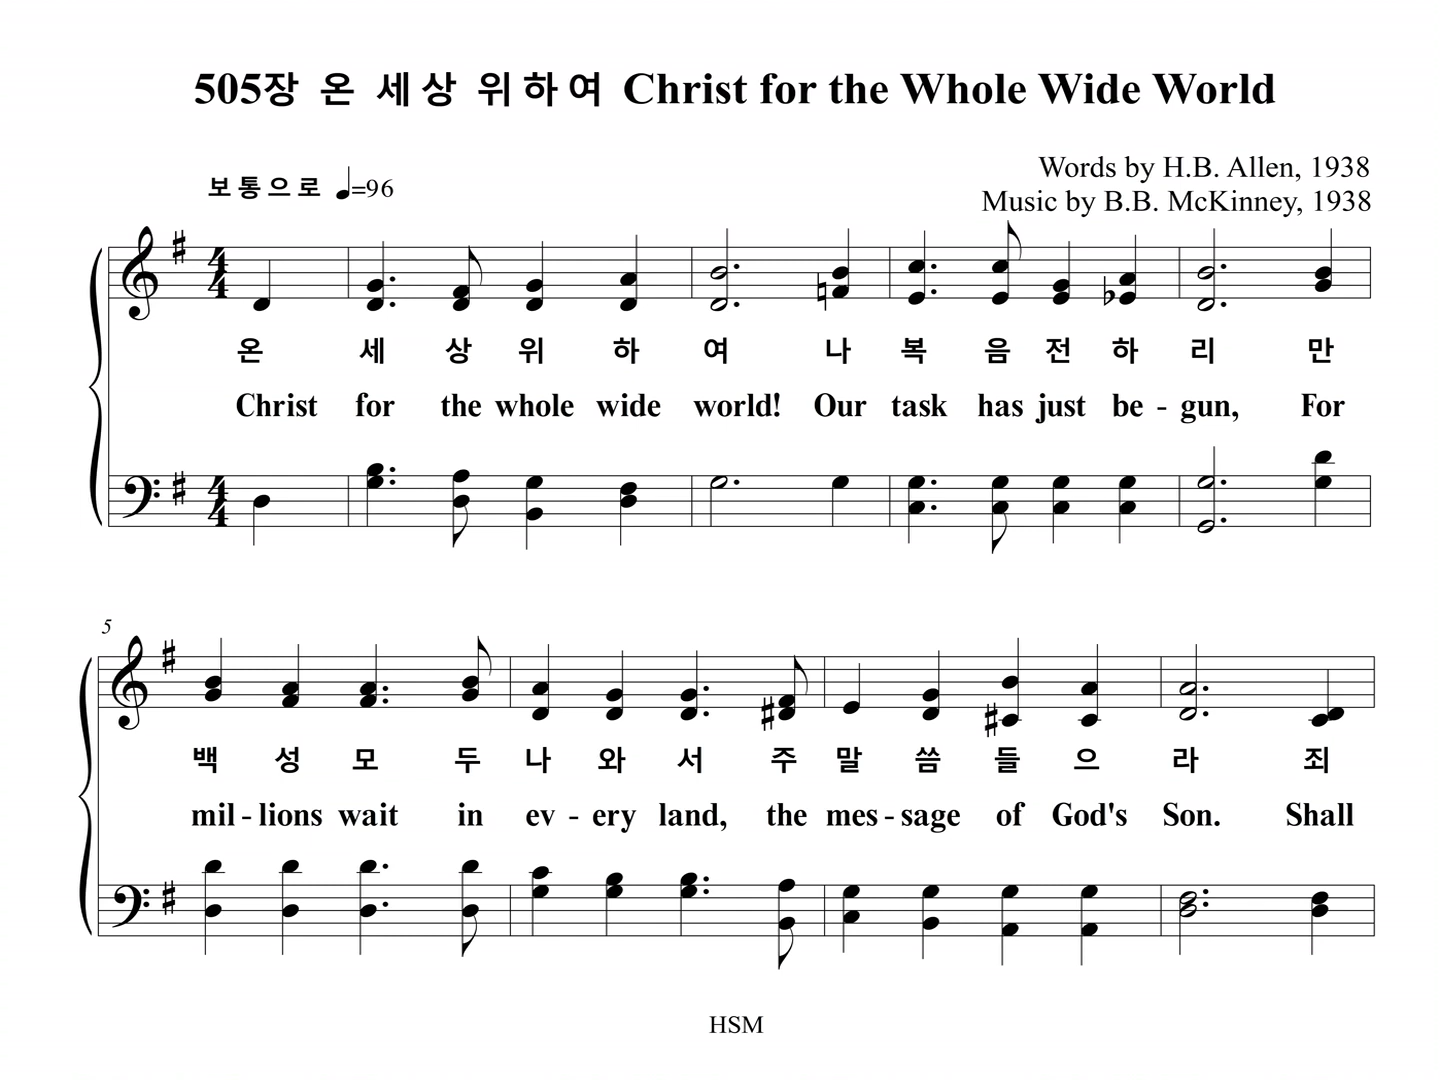 505장 온 세상 위하여 Christ for the Whole Wide World
Words by H.B. Allen, 1938
보통으로 ♩=96
Music by B.B. McKinney, 1938
온 세 상 위 하 여 나 복 음 전 하 리 만
Christ for the whole wide world! Our task has just be - gun, For
5
백 성 모 두 나 와 서 주 말 씀 들 으 라 죄
mil - lions wait in ev - ery land, the mes - sage of God's Son. Shall
HSM